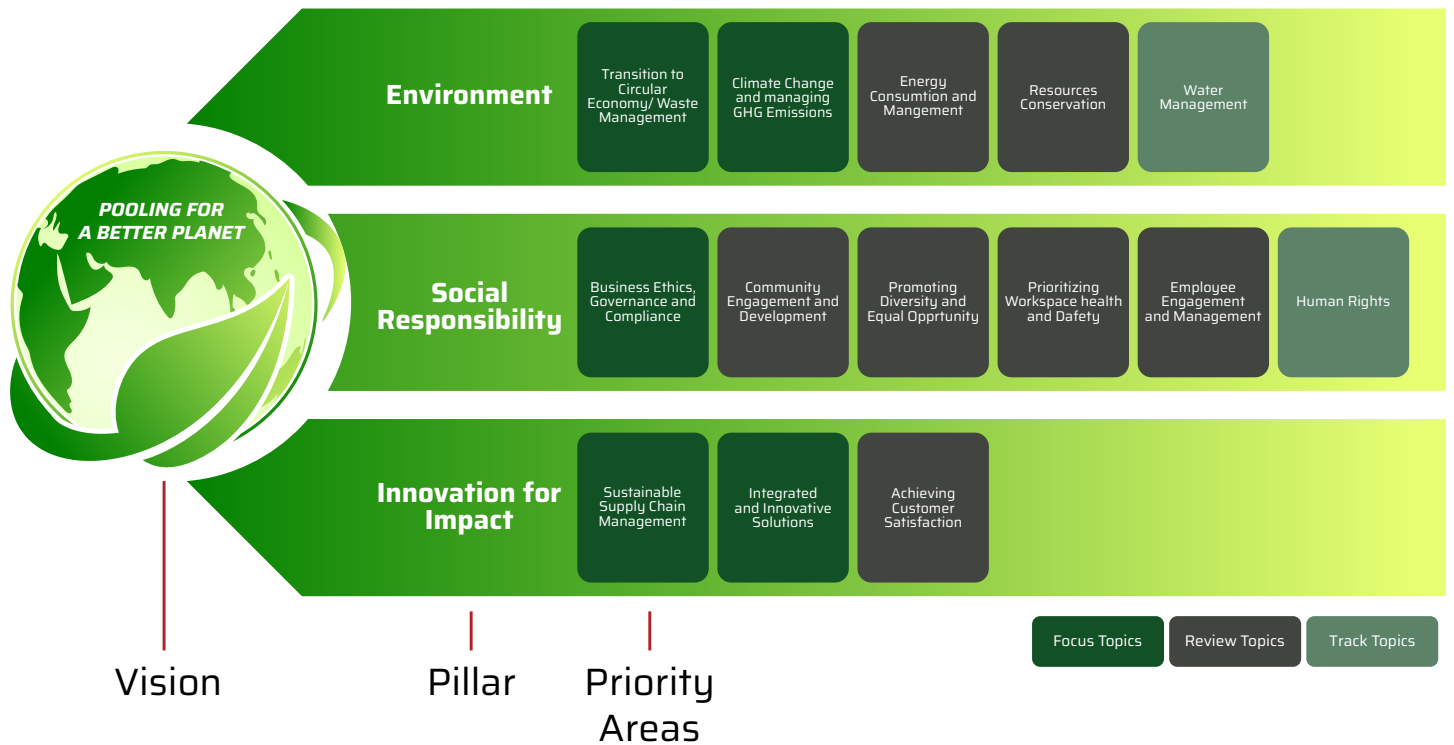 POOLING FOR
A BETTER PLANET
Environment
Transition to
Circular
Economy/ Waste
Management
Climate Change
and managing
GHG Emissions
Energy
Consumtion and
Mangement
Resources
Conservation
Water
Management
Social
Responsibility
Business Ethics,
Governance and
Compliance
Community
Engagement and
Development
Promoting
Diversity and
Equal Opprtunity
Prioritizing
Workspace health
and Dafety
Employee
Engagement
and Management
Human Rights
Innovation for
Impact
Sustainable
Supply Chain
Management
Integrated
and Innovative
Solutions
Achieving
Customer
Satisfaction
Focus Topics
Review Topics
Track Topics
Vision
Pillar
Priority
Areas